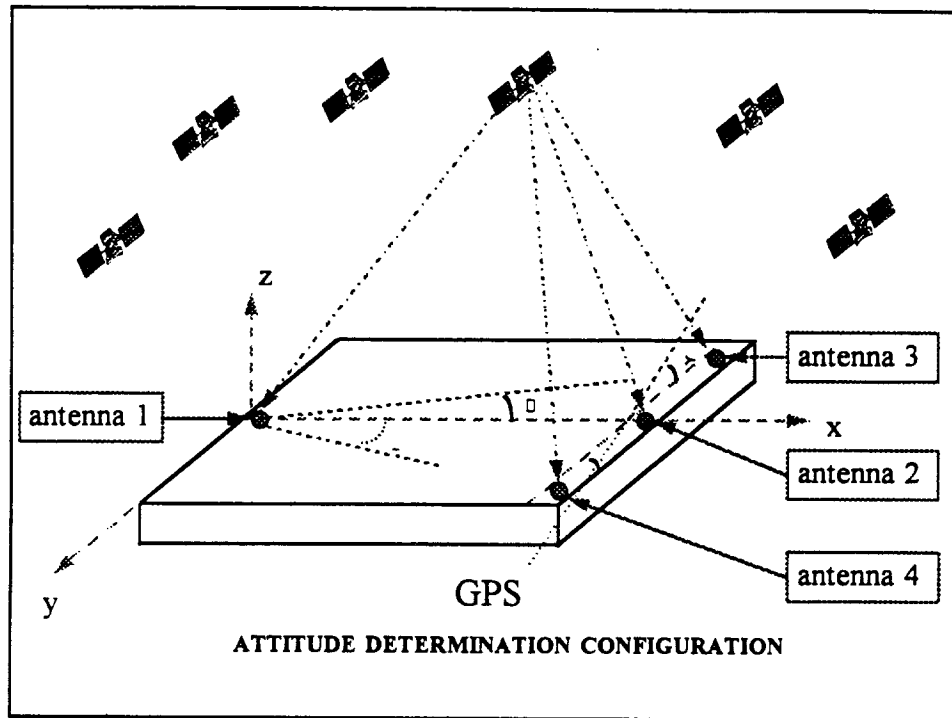 z
antenna 3
antenna 1
x
antenna 2
antenna 4
y
GPS
ATTITUDE DETERMINATION CONFIGURATION